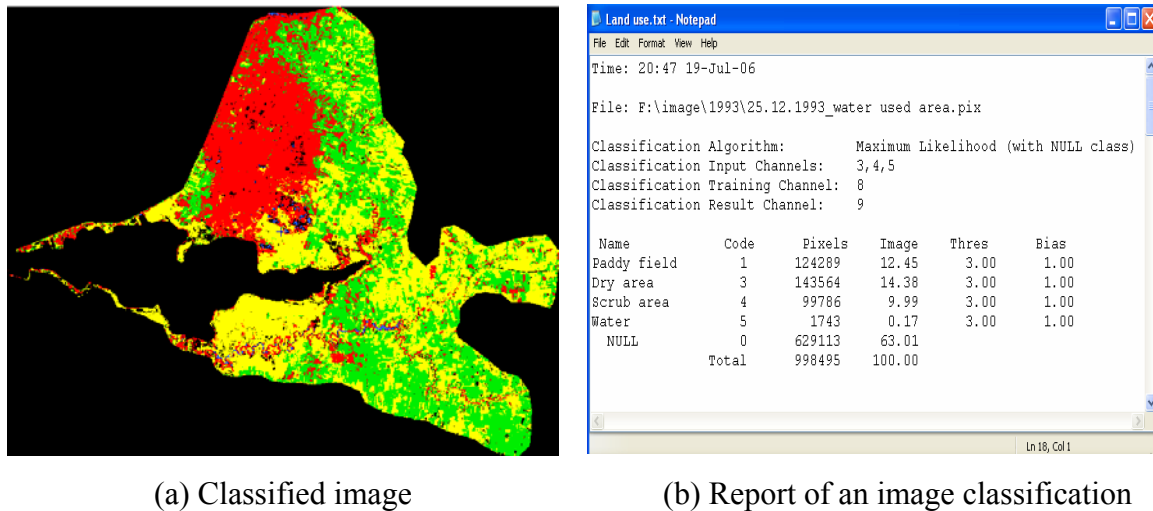 Land use.txt - Notepad
File Edit Format View Help
Time: 20:47 19-Jul-06
File: F:\image\1993\25.12.1993_water used area.pix
Classification Algorithm: Maximum Likelihood (with NULL class)
Classification Input Channels: 3,4,5
Classification Training Channel: 8
Classification Result Channel: 9
Name Code Pixels Image Thres Bias
Paddy field 1 124289 12.45 3.00 1.00
Dry area 3 143564 14.38 3.00 1.00
Scrub area 4 99786 9.99 3.00 1.00
Water 5 1743 0.17 3.00 1.00
NULL 0 629113 63.01
Total 998495 100.00
Ln 18, Col 1
(a) Classified image
(b) Report of an image classification